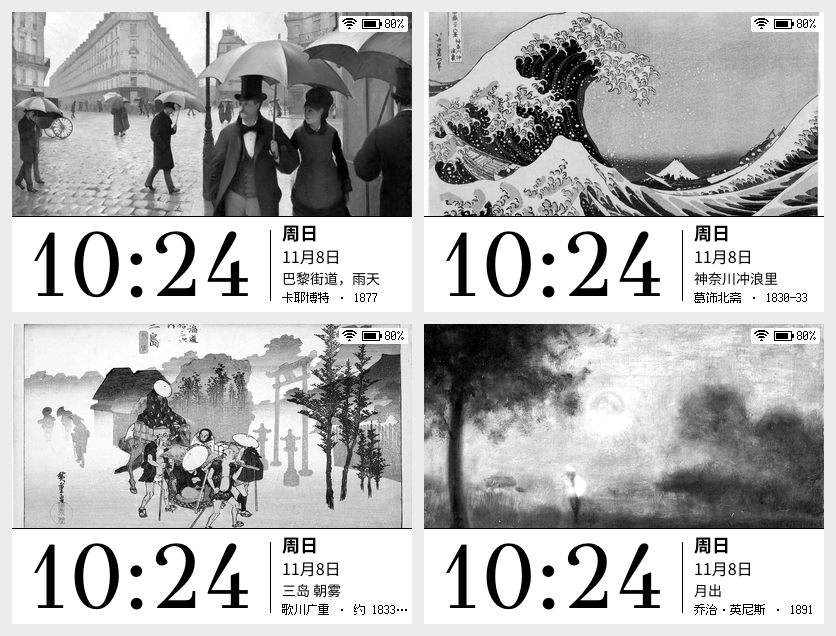 80%
10:24
周日
11月8日
巴黎街道，雨天
卡耶博特 · 1877
80%
10:24
周日
11月8日
神奈川冲浪里
葛饰北斋 · 1830-33
80%
10:24
周日
11月8日
三岛 朝雾
歌川广重 · 约 1833…
80%
10:24
周日
11月8日
月出
乔治·英尼斯 · 1891